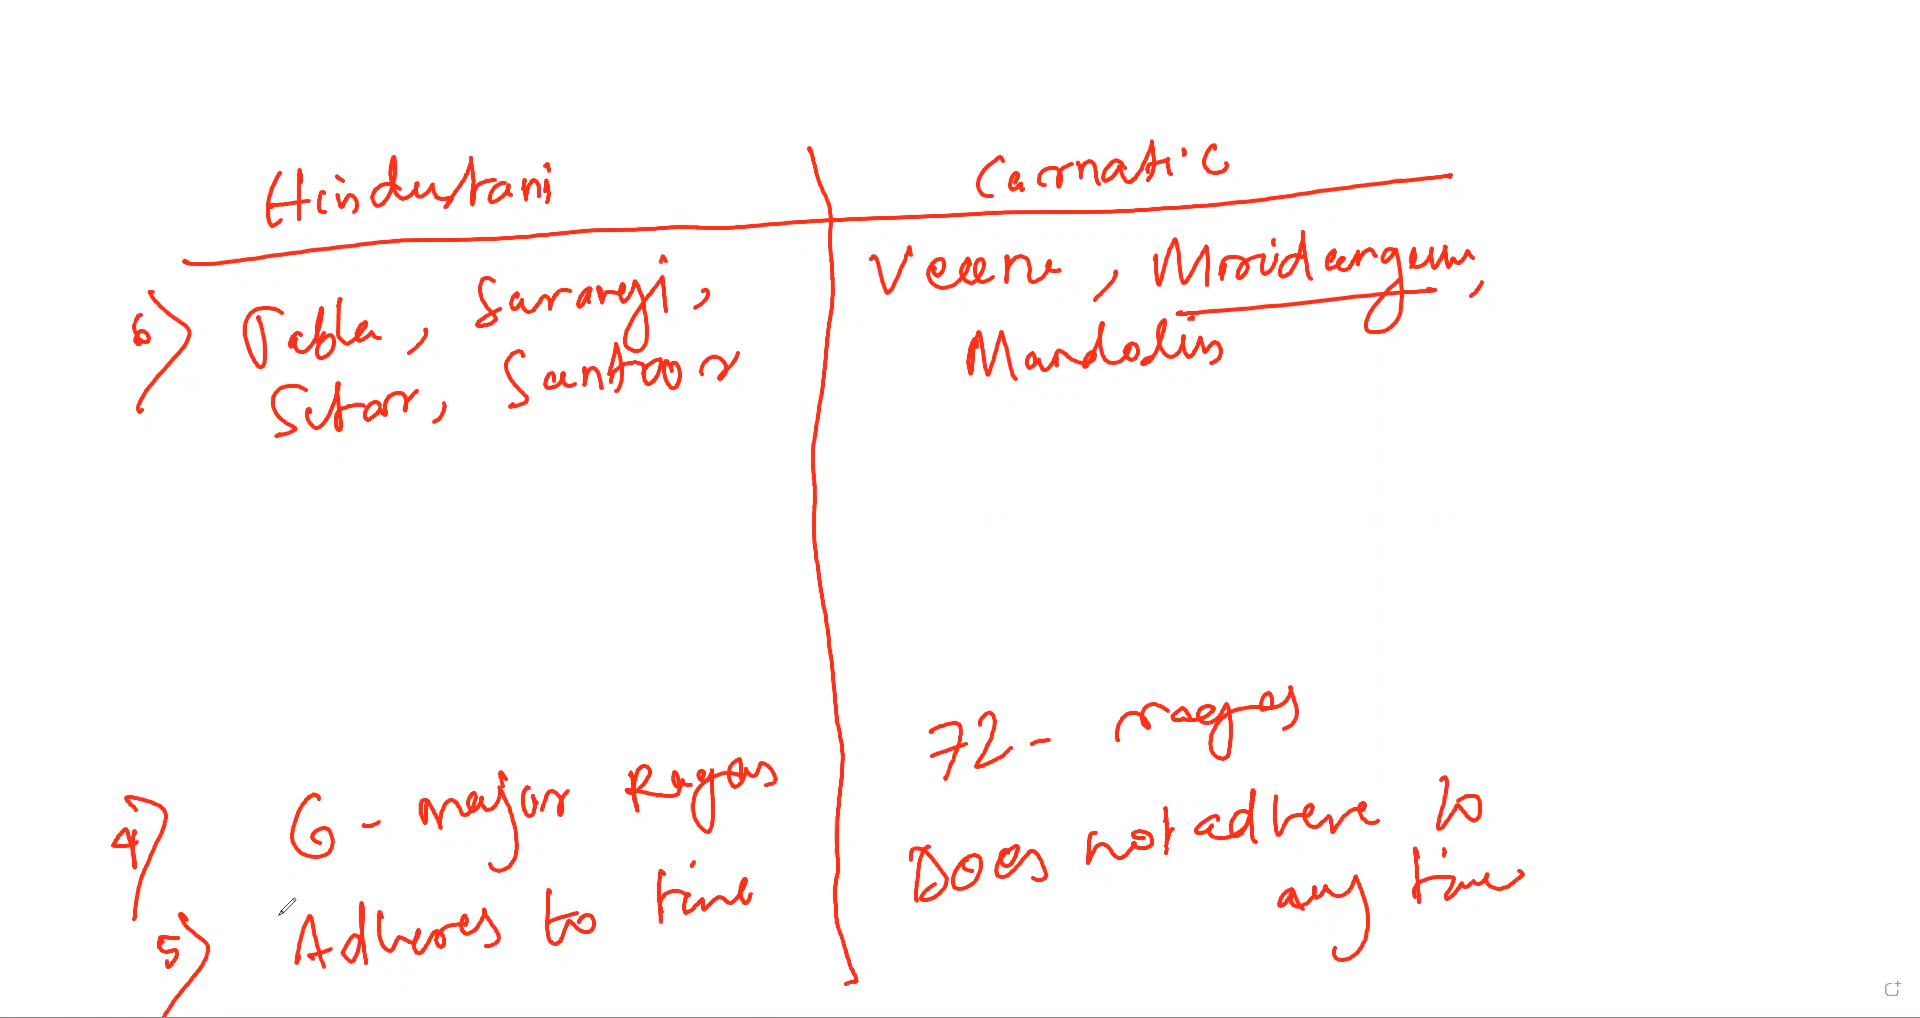 Hindustani
Carnatic
6) Tabla, Sarangi,
Sitar, Santoor
Veena, Mridangum,
Mandolin
4) 6 - major Ragas
72 - ragas
5) Adheres to time
Does not adhere to
any time